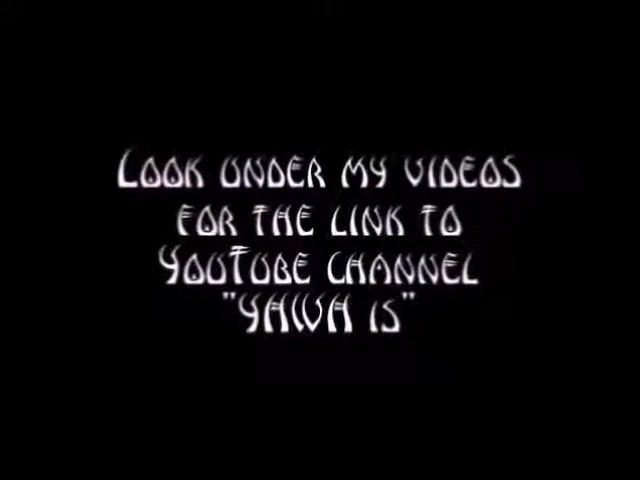 Look under my videos
for the link to
YouTube channel
"YHWH is"